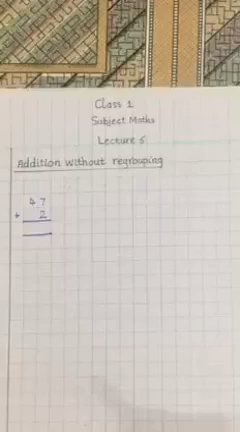 Class 1
Subject Maths
Lecture 5
Addition without regrouping
47
+ 2